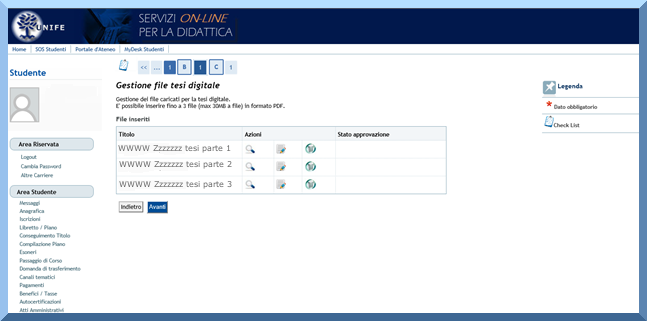 UNIFE
SERVIZI ON-LINE
PER LA DIDATTICA
Home SOS Studenti Portale d'Ateneo MyDesk Studenti
Studente
<< ... 1 B 1 C 1
Gestione file tesi digitale
Gestione dei file caricati per la tesi digitale.
E' possibile inserire fino a 3 file (max 30MB a file) in formato PDF.
File inseriti
Titolo Azioni Stato approvazione
WWWW Zzzzzzz tesi parte 1
WWWW Zzzzzzz tesi parte 2
WWWW Zzzzzzz tesi parte 3
Indietro Avanti
Legenda
* Dato obbligatorio
Check List
Area Riservata
Logout
Cambia Password
Altre Carriere
Area Studente
Messaggi
Anagrafica
Iscrizioni
Libretto / Piano
Conseguimento Titolo
Compilazione Piano
Esoneri
Passaggio di Corso
Domanda di trasferimento
Canali tematici
Pagamenti
Benefici / Tasse
Autocertificazioni
Atti Amministrativi